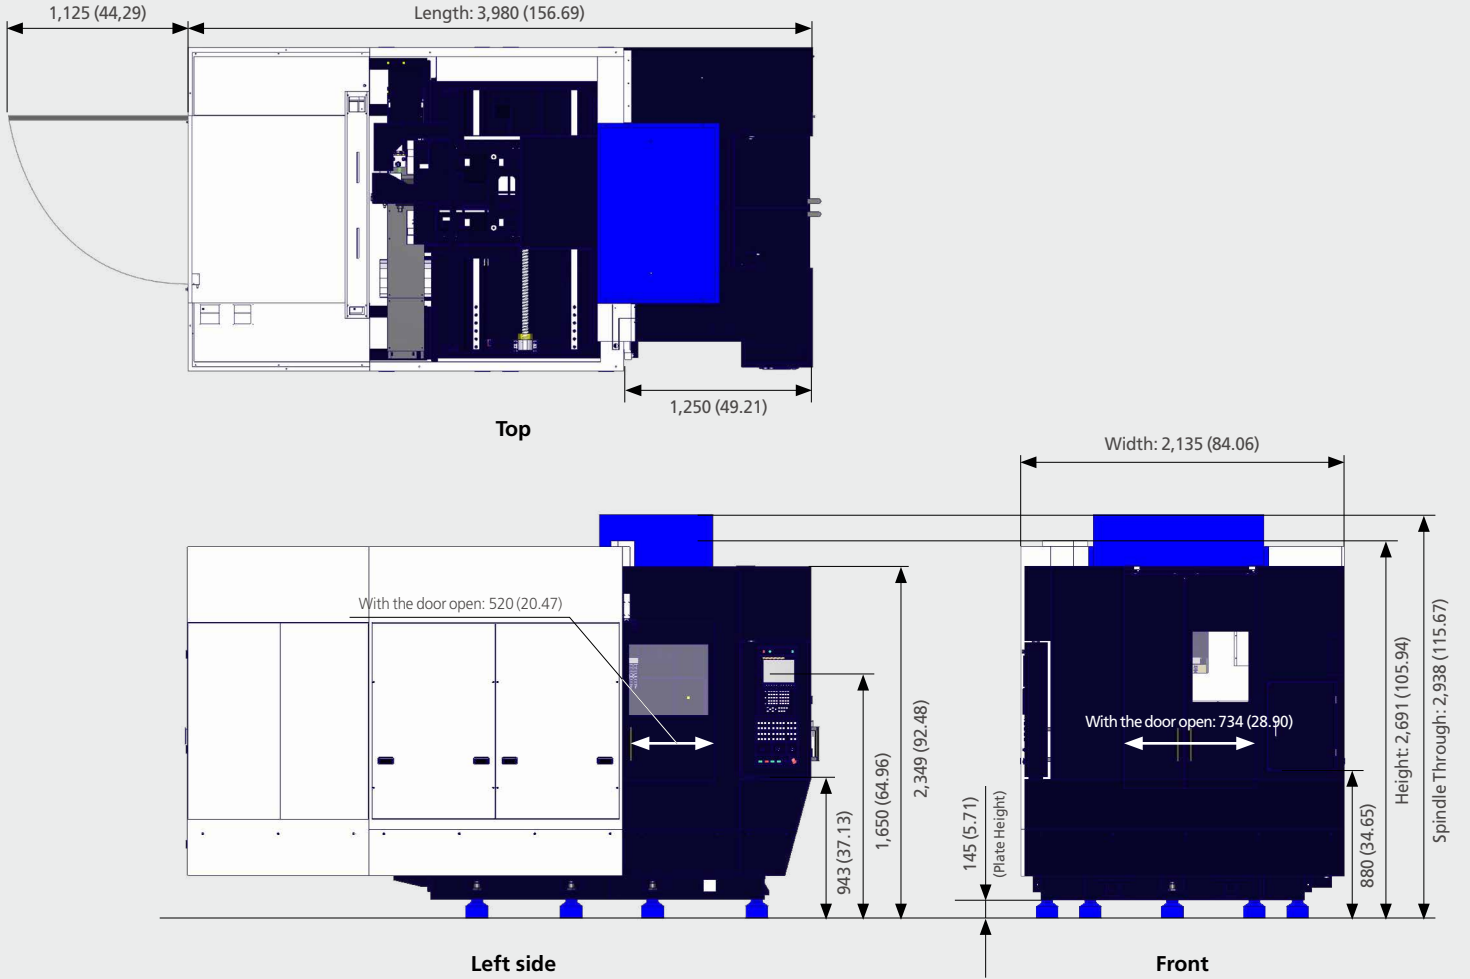 1,125 (44,29)
Length: 3,980 (156.69)
1,250 (49.21)
Top
Width: 2,135 (84.06)
With the door open: 520 (20.47)
With the door open: 734 (28.90)
943 (37.13)
1,650 (64.96)
2,349 (92.48)
145 (5.71)
(Plate Height)
880 (34.65)
Height: 2,691 (105.94)
Spindle Through: 2,938 (115.67)
Left side
Front